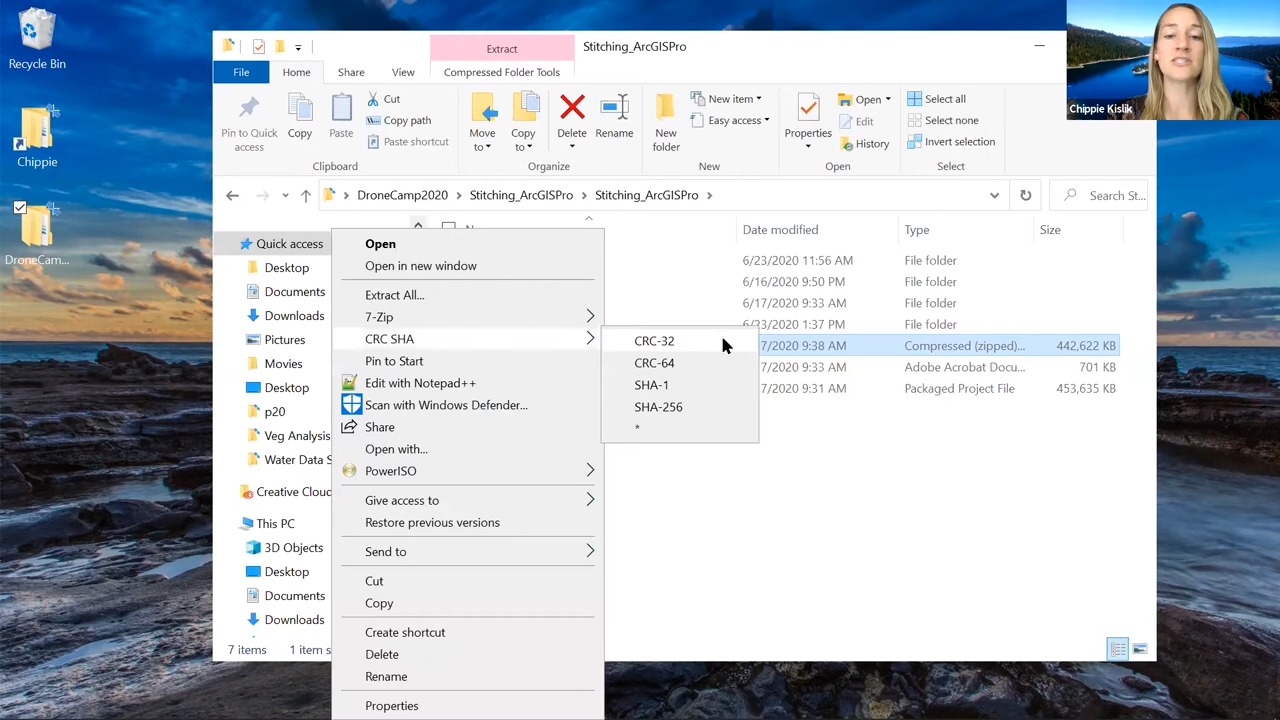 Recycle Bin
Chippie
DroneCam...
Extract
Stitching_ArcGISPro
File
Home
Share
View
Compressed Folder Tools
Pin to Quick access
Copy
Paste
Cut
Copy path
Paste shortcut
Clipboard
Move to
Copy to
Delete
Rename
Organize
New folder
New item
Easy access
New
Properties
Open
Edit
History
Open
Select all
Select none
Invert selection
Select
DroneCamp2020
Stitching_ArcGISPro
Stitching_ArcGISPro
Search St...
Quick access
Desktop
Documents
Downloads
Pictures
Movies
Desktop
p20
Veg Analysis
Water Data S
Creative Cloud
This PC
3D Objects
Desktop
Documents
Downloads
7 items
1 item s
Open
Open in new window
Extract All...
7-Zip
CRC SHA
Pin to Start
Edit with Notepad++
Scan with Windows Defender...
Share
Open with...
PowerISO
Give access to
Restore previous versions
Send to
Cut
Copy
Create shortcut
Delete
Rename
Properties
CRC-32
CRC-64
SHA-1
SHA-256
*
Date modified Type Size
6/23/2020 11:56 AM File folder
6/16/2020 9:50 PM File folder
6/17/2020 9:33 AM File folder
6/23/2020 1:37 PM File folder
7/2020 9:38 AM Compressed (zipped)... 442,622 KB
7/2020 9:33 AM Adobe Acrobat Docu... 701 KB
7/2020 9:31 AM Packaged Project File 453,635 KB
Chippie Kislik